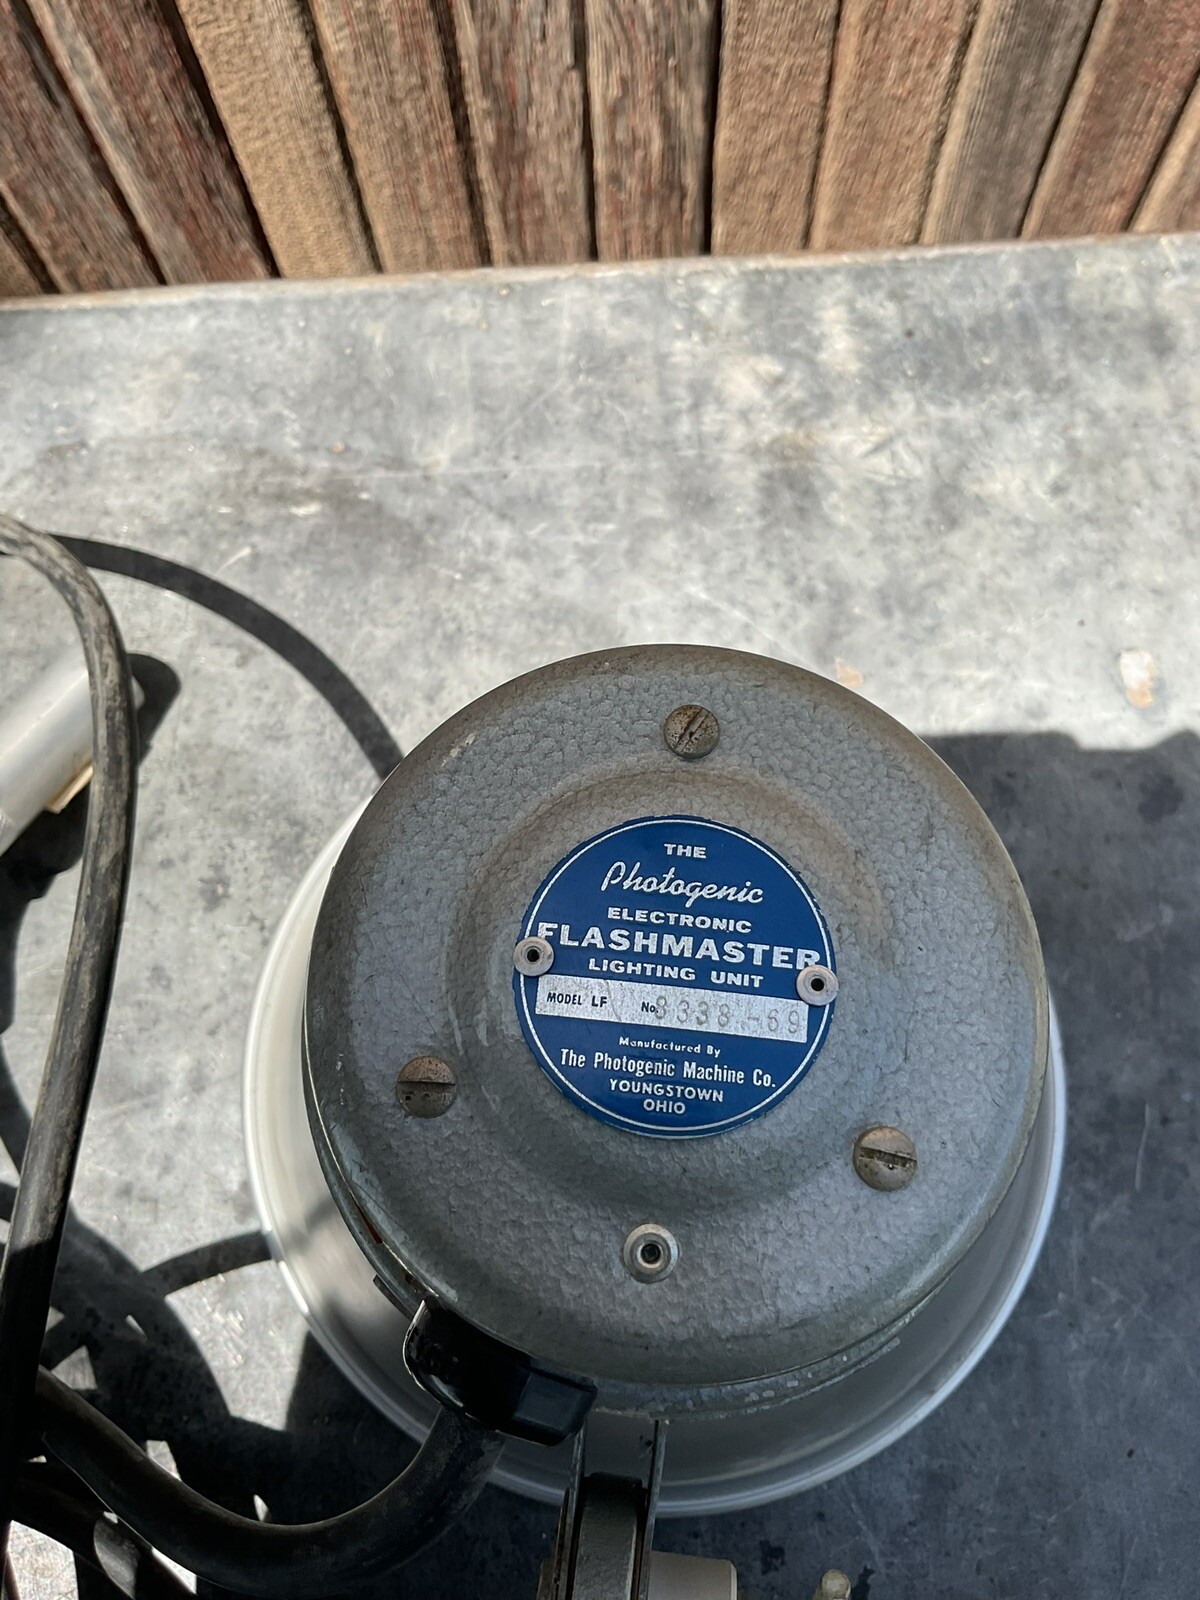 THE
Photogenic
ELECTRONIC
FLASHMASTER
LIGHTING UNIT
MODEL LF No. 8338-69
Manufactured By
The Photogenic Machine Co.
YOUNGSTOWN
OHIO